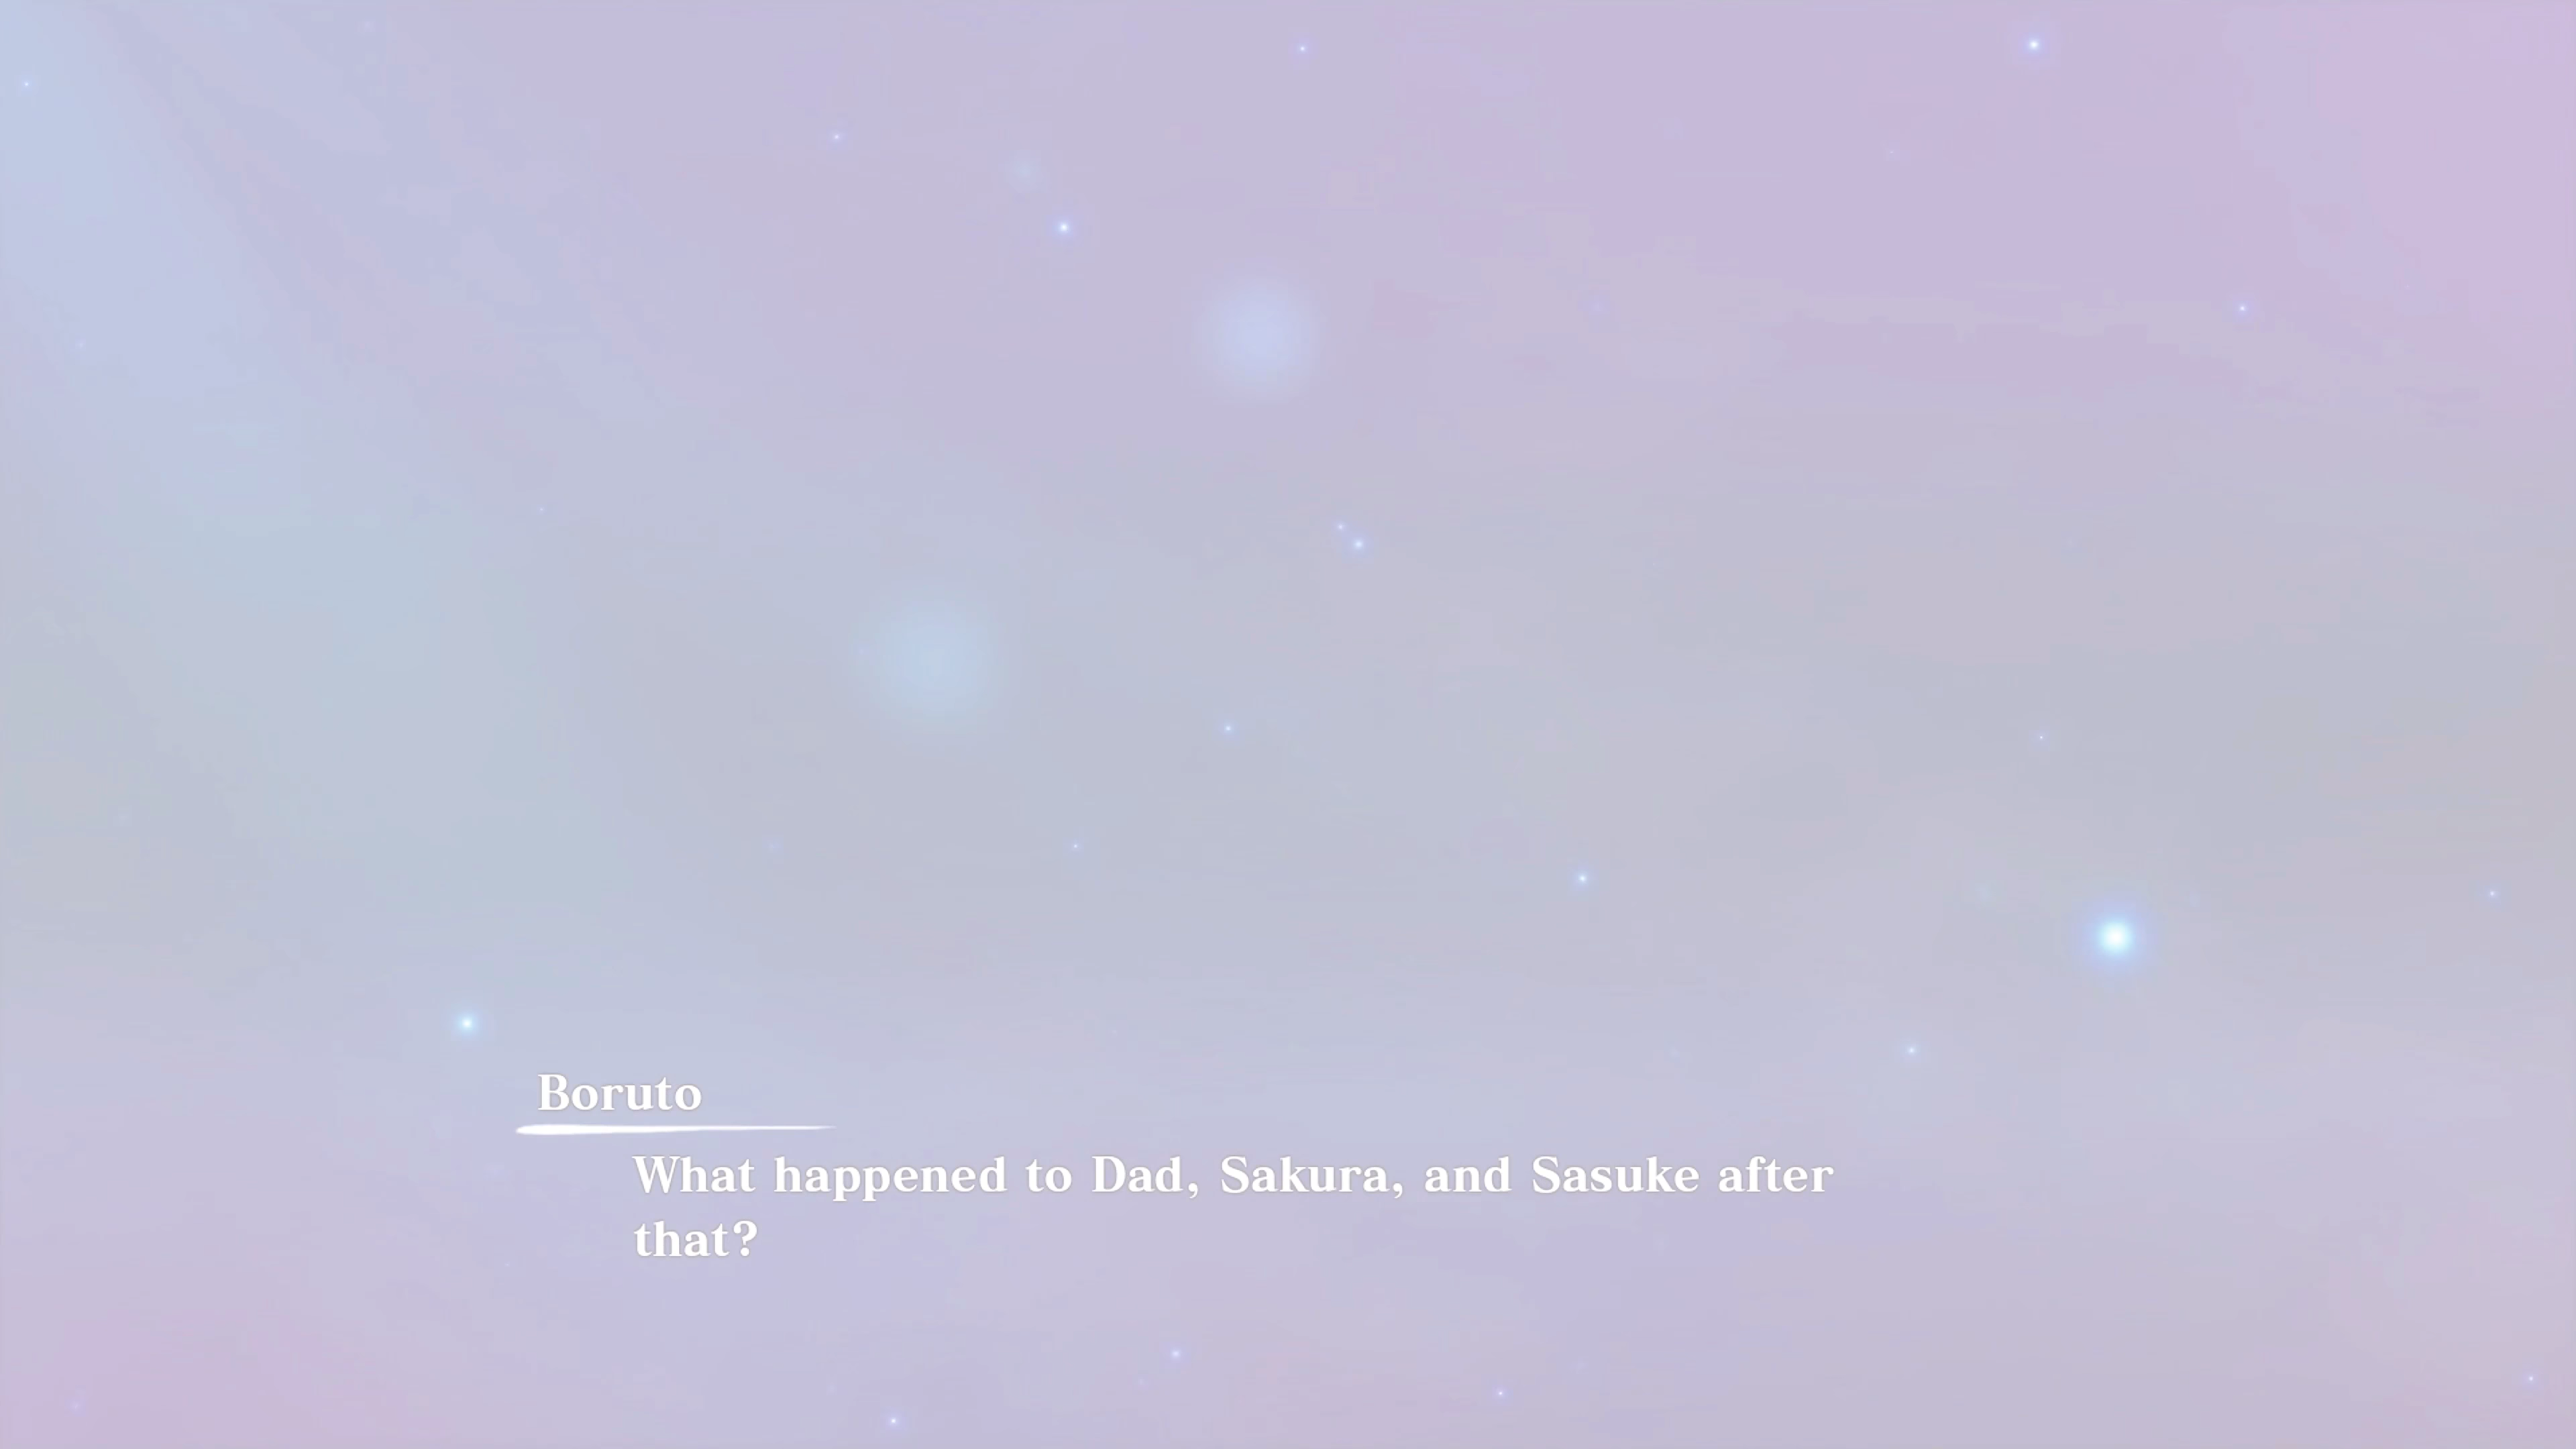 Boruto
What happened to Dad, Sakura, and Sasuke after
that?